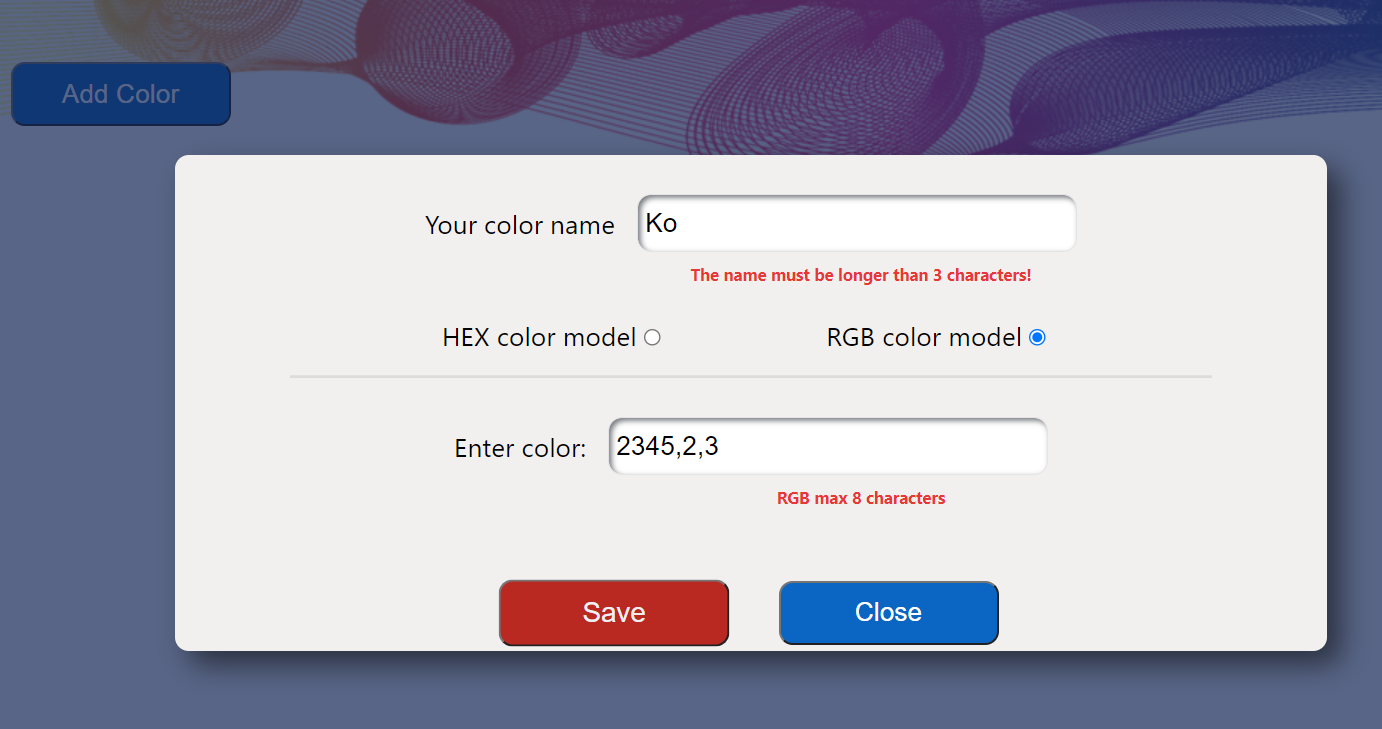 Add Color
Your color name
Ko
The name must be longer than 3 characters!
HEX color model
RGB color model
Enter color:
2345,2,3
RGB max 8 characters
Save
Close